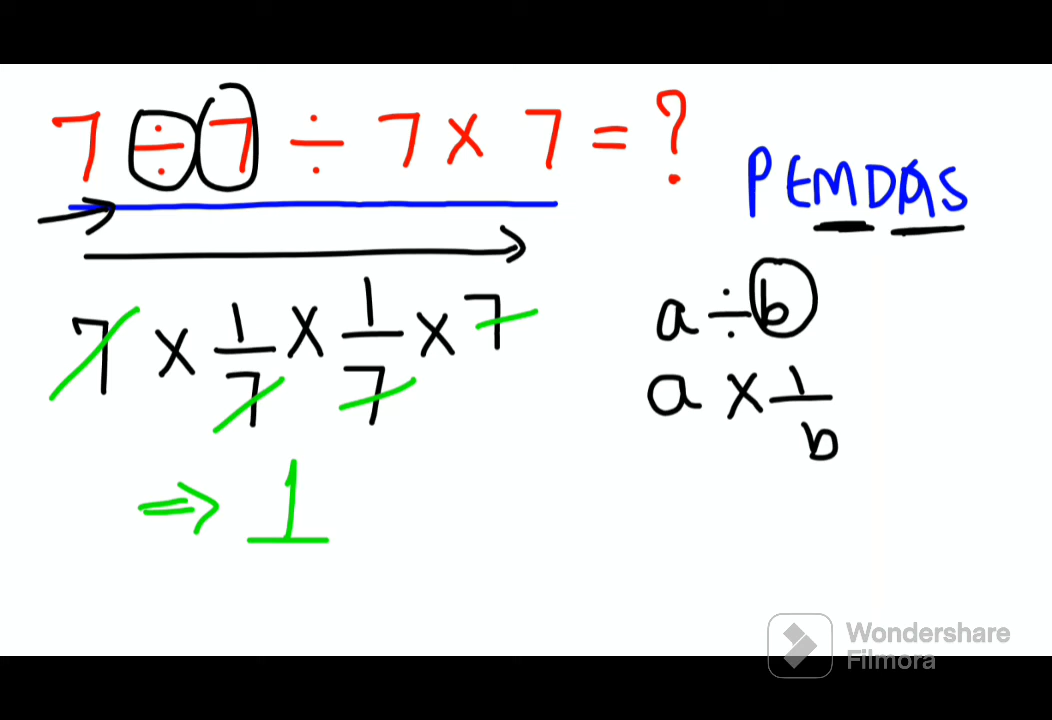 7 ÷ 7 ÷ 7 × 7 = ?
PEMDAS
7 × 1/7 × 1/7 × 7
a ÷ b
a × 1/b
⇒ 1
Wondershare
Filmora